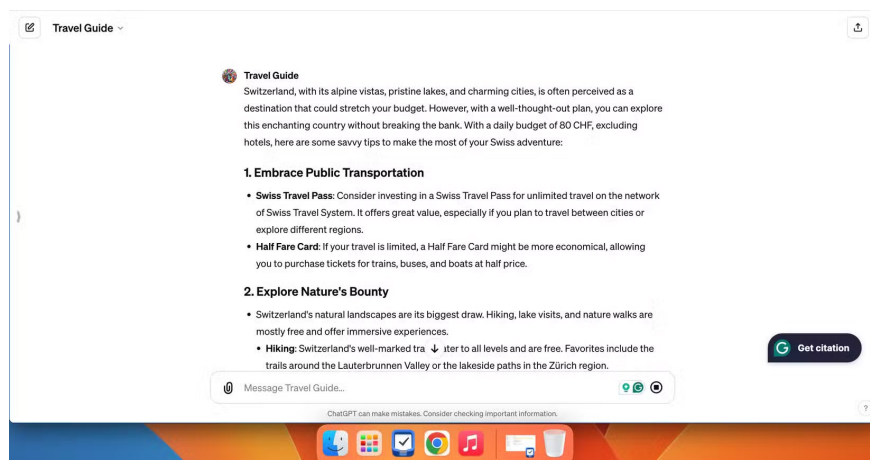 Travel Guide
Travel Guide
Switzerland, with its alpine vistas, pristine lakes, and charming cities, is often perceived as a
destination that could stretch your budget. However, with a well-thought-out plan, you can explore
this enchanting country without breaking the bank. With a daily budget of 80 CHF, excluding
hotels, here are some savvy tips to make the most of your Swiss adventure:
1. Embrace Public Transportation
• Swiss Travel Pass: Consider investing in a Swiss Travel Pass for unlimited travel on the network
of Swiss Travel System. It offers great value, especially if you plan to travel between cities or
explore different regions.
• Half Fare Card: If your travel is limited, a Half Fare Card might be more economical, allowing
you to purchase tickets for trains, buses, and boats at half price.
2. Explore Nature's Bounty
• Switzerland's natural landscapes are its biggest draw. Hiking, lake visits, and nature walks are
mostly free and offer immersive experiences.
• Hiking: Switzerland's well-marked tra ater to all levels and are free. Favorites include the
trails around the Lauterbrunnen Valley or the lakeside paths in the Zürich region.
Get citation
Message Travel Guide...
ChatGPT can make mistakes. Consider checking important information.
?